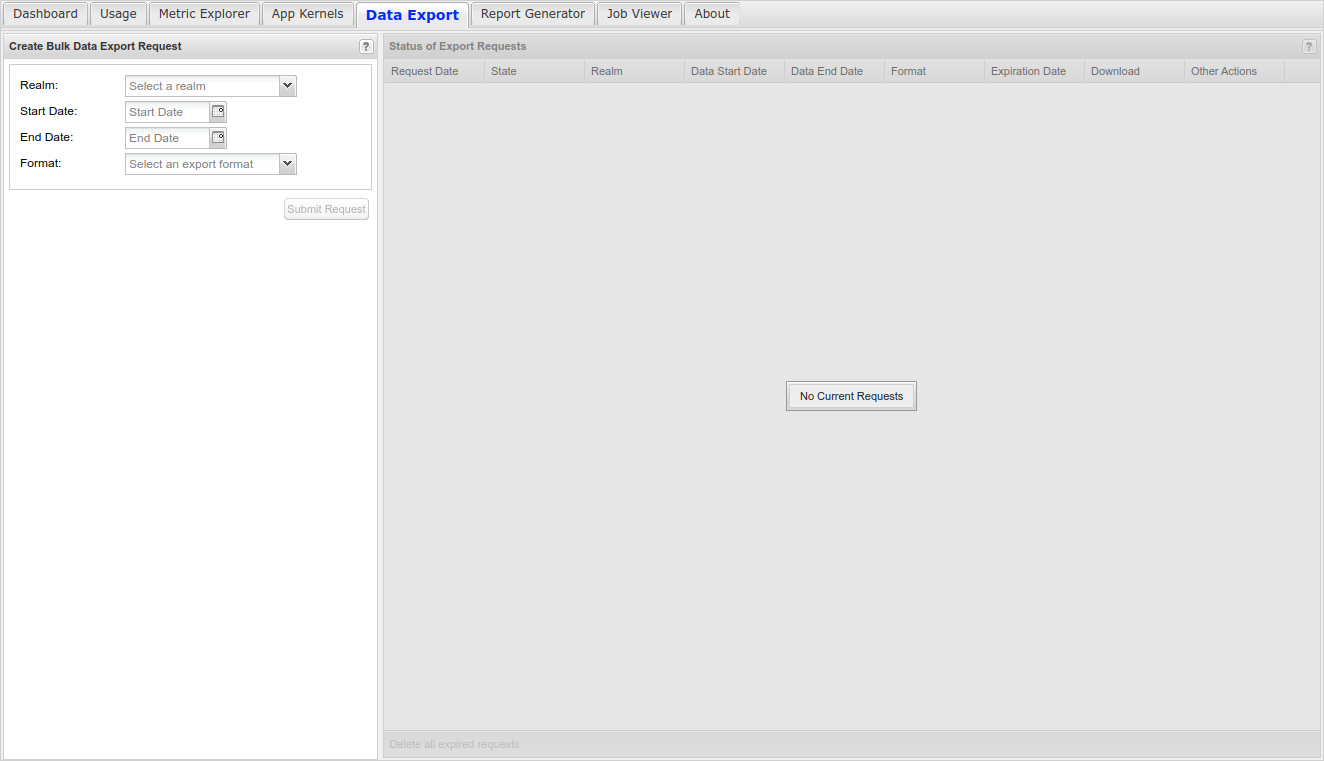 Dashboard Usage Metric Explorer App Kernels Data Export Report Generator Job Viewer About
Create Bulk Data Export Request ?
Realm: Select a realm
Start Date: Start Date
End Date: End Date
Format: Select an export format
Submit Request
Status of Export Requests ?
Request Date State Realm Data Start Date Data End Date Format Expiration Date Download Other Actions
No Current Requests
Delete all expired requests